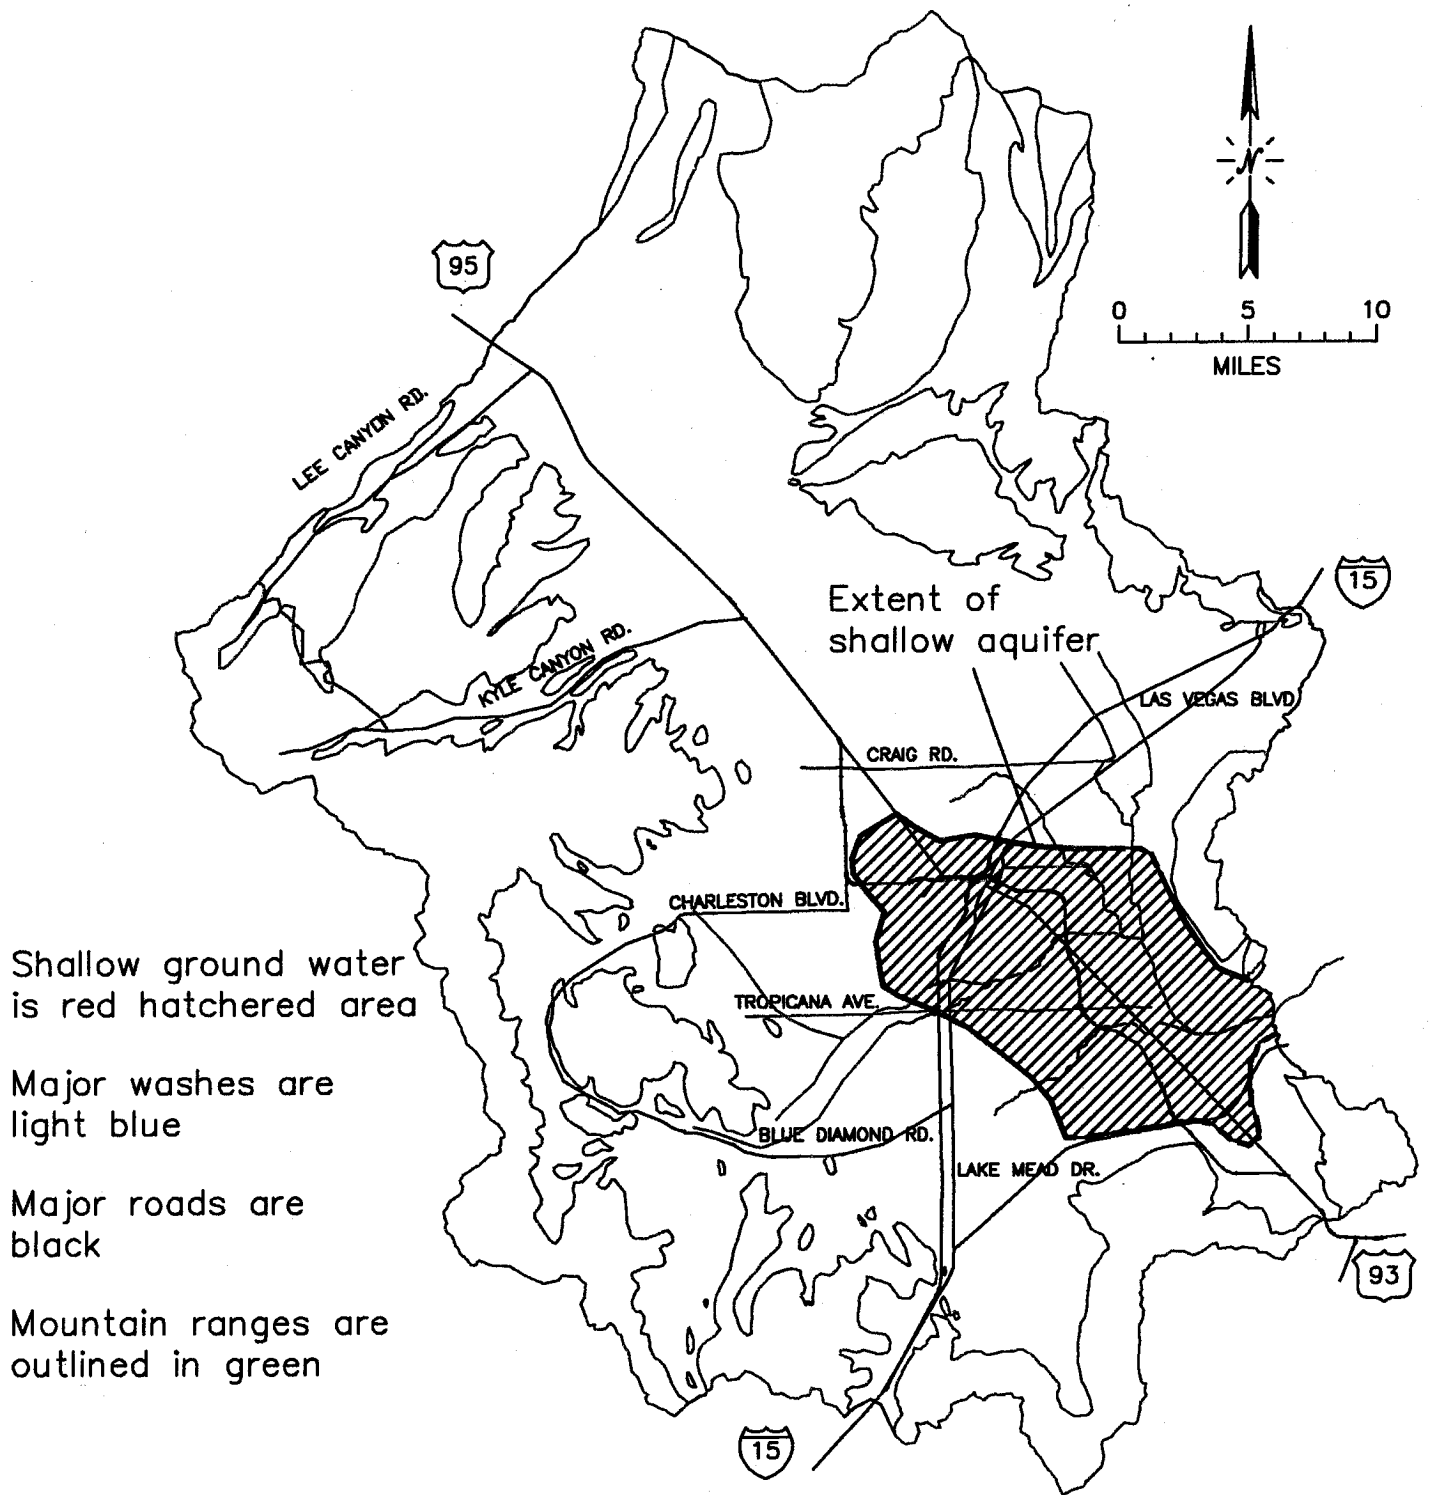 N
95
0 5 10
MILES
LEE CANYON RD.
15
Extent of
shallow aquifer
KYLE CANYON RD.
LAS VEGAS BLVD
CRAIG RD.
CHARLESTON BLVD.
Shallow ground water
is red hatchered area
TROPICANA AVE.
Major washes are
light blue
BLUE DIAMOND RD.
LAKE MEAD DR.
Major roads are
black
93
Mountain ranges are
outlined in green
15